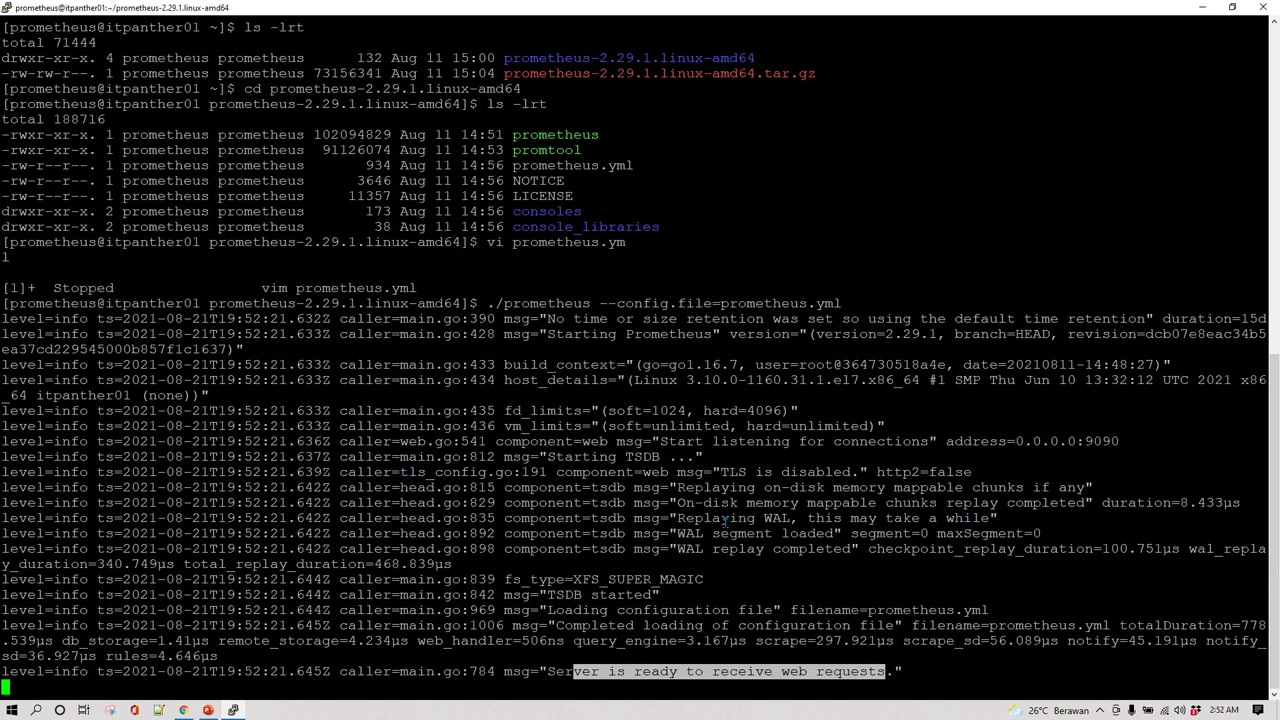 prometheus@itpanther01:~/prometheus-2.29.1.linux-amd64
[prometheus@itpanther01 ~]$ ls -lrt
total 71444
drwxr-xr-x. 4 prometheus prometheus      132 Aug 11 15:00 prometheus-2.29.1.linux-amd64
-rw-rw-r--. 1 prometheus prometheus 73156341 Aug 11 15:04 prometheus-2.29.1.linux-amd64.tar.gz
[prometheus@itpanther01 ~]$ cd prometheus-2.29.1.linux-amd64
[prometheus@itpanther01 prometheus-2.29.1.linux-amd64]$ ls -lrt
total 188716
-rwxr-xr-x. 1 prometheus prometheus 102094829 Aug 11 14:51 prometheus
-rwxr-xr-x. 1 prometheus prometheus  91126074 Aug 11 14:53 promtool
-rw-r--r--. 1 prometheus prometheus       934 Aug 11 14:56 prometheus.yml
-rw-r--r--. 1 prometheus prometheus      3646 Aug 11 14:56 NOTICE
-rw-r--r--. 1 prometheus prometheus     11357 Aug 11 14:56 LICENSE
drwxr-xr-x. 2 prometheus prometheus       173 Aug 11 14:56 consoles
drwxr-xr-x. 2 prometheus prometheus        38 Aug 11 14:56 console_libraries
[prometheus@itpanther01 prometheus-2.29.1.linux-amd64]$ vi prometheus.ym
l
[1]+  Stopped                 vim prometheus.yml
[prometheus@itpanther01 prometheus-2.29.1.linux-amd64]$ ./prometheus --config.file=prometheus.yml
level=info ts=2021-08-21T19:52:21.632Z caller=main.go:390 msg="No time or size retention was set so using the default time retention" duration=15d
level=info ts=2021-08-21T19:52:21.633Z caller=main.go:428 msg="Starting Prometheus" version="(version=2.29.1, branch=HEAD, revision=dcb07e8eac34b5
ea37cd229545000b857f1c1637)"
level=info ts=2021-08-21T19:52:21.633Z caller=main.go:433 build_context="(go=go1.16.7, user=root@364730518a4e, date=20210811-14:48:27)"
level=info ts=2021-08-21T19:52:21.633Z caller=main.go:434 host_details="(Linux 3.10.0-1160.31.1.el7.x86_64 #1 SMP Thu Jun 10 13:32:12 UTC 2021 x86
_64 itpanther01 (none))"
level=info ts=2021-08-21T19:52:21.633Z caller=main.go:435 fd_limits="(soft=1024, hard=4096)"
level=info ts=2021-08-21T19:52:21.633Z caller=main.go:436 vm_limits="(soft=unlimited, hard=unlimited)"
level=info ts=2021-08-21T19:52:21.636Z caller=web.go:541 component=web msg="Start listening for connections" address=0.0.0.0:9090
level=info ts=2021-08-21T19:52:21.637Z caller=main.go:812 msg="Starting TSDB ..."
level=info ts=2021-08-21T19:52:21.639Z caller=tls_config.go:191 component=web msg="TLS is disabled." http2=false
level=info ts=2021-08-21T19:52:21.642Z caller=head.go:815 component=tsdb msg="Replaying on-disk memory mappable chunks if any"
level=info ts=2021-08-21T19:52:21.642Z caller=head.go:829 component=tsdb msg="On-disk memory mappable chunks replay completed" duration=8.433µs
level=info ts=2021-08-21T19:52:21.642Z caller=head.go:835 component=tsdb msg="Replaying WAL, this may take a while"
level=info ts=2021-08-21T19:52:21.642Z caller=head.go:892 component=tsdb msg="WAL segment loaded" segment=0 maxSegment=0
level=info ts=2021-08-21T19:52:21.642Z caller=head.go:898 component=tsdb msg="WAL replay completed" checkpoint_replay_duration=100.751µs wal_repla
y_duration=340.749µs total_replay_duration=468.839µs
level=info ts=2021-08-21T19:52:21.644Z caller=main.go:839 fs_type=XFS_SUPER_MAGIC
level=info ts=2021-08-21T19:52:21.644Z caller=main.go:842 msg="TSDB started"
level=info ts=2021-08-21T19:52:21.644Z caller=main.go:969 msg="Loading configuration file" filename=prometheus.yml
level=info ts=2021-08-21T19:52:21.645Z caller=main.go:1006 msg="Completed loading of configuration file" filename=prometheus.yml totalDuration=778
.539µs db_storage=1.41µs remote_storage=4.234µs web_handler=506ns query_engine=3.167µs scrape=297.921µs scrape_sd=56.089µs notify=45.191µs notify_
sd=36.927µs rules=4.646µs
level=info ts=2021-08-21T19:52:21.645Z caller=main.go:784 msg="Server is ready to receive web requests."
26°C Berawan 2:52 AM